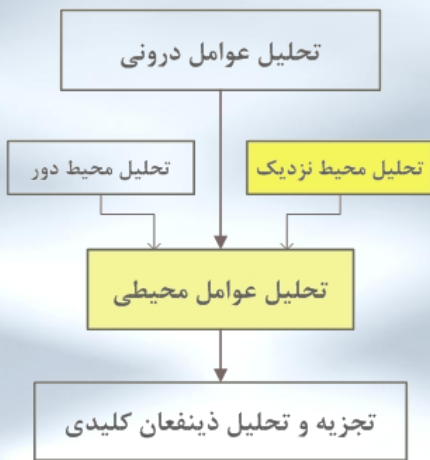 تحلیل عوامل درونی
تحلیل محیط نزدیک
تحلیل محیط دور
تحلیل عوامل محیطی
تجزیه و تحلیل ذینفعان کلیدی